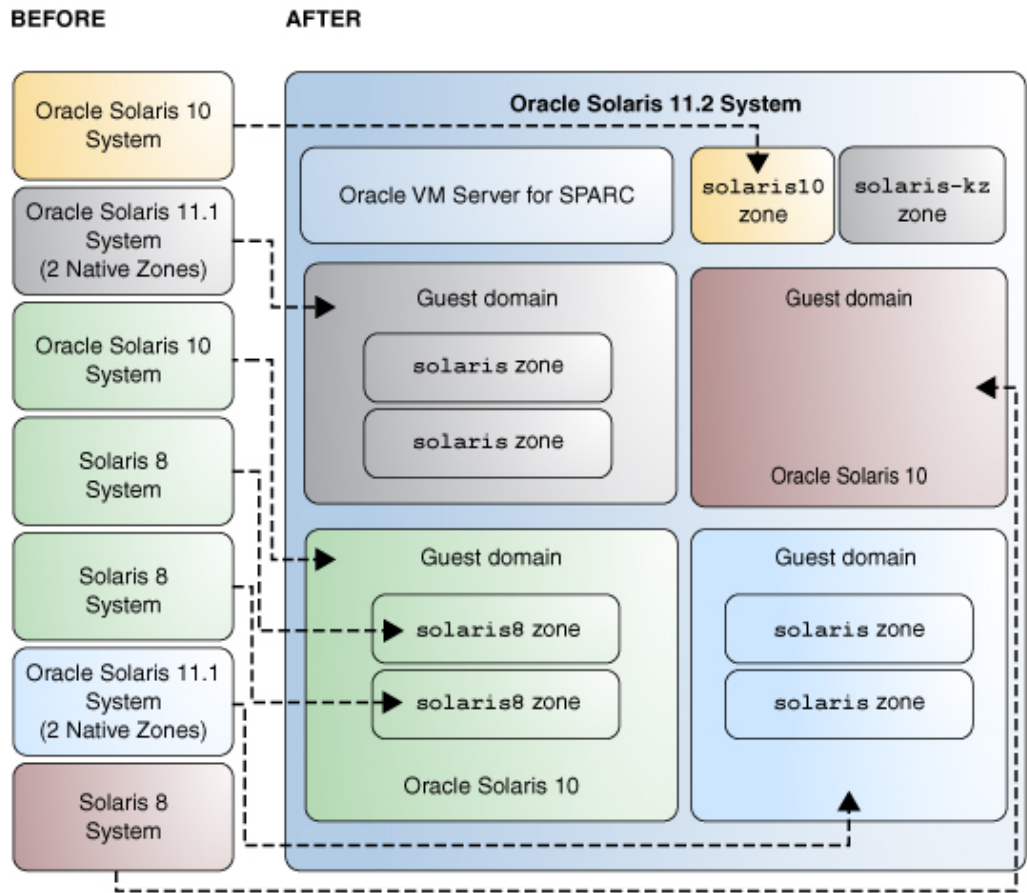 BEFORE
AFTER
Oracle Solaris 10
System
Oracle Solaris 11.1
System
(2 Native Zones)
Oracle Solaris 10
System
Solaris 8
System
Solaris 8
System
Oracle Solaris 11.1
System
(2 Native Zones)
Solaris 8
System
Oracle Solaris 11.2 System
Oracle VM Server for SPARC
solaris10
zone
solaris-kz
zone
Guest domain
solaris zone
solaris zone
Guest domain
Oracle Solaris 10
Guest domain
solaris8 zone
solaris8 zone
Oracle Solaris 10
Guest domain
solaris zone
solaris zone